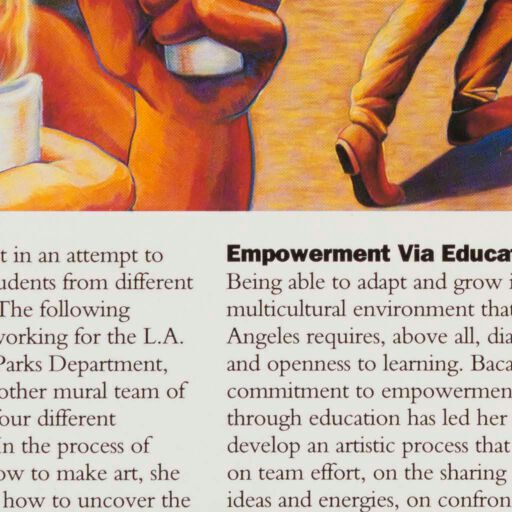 t in an attempt to
udents from different
The following
vorking for the L.A.
Parks Department,
other mural team of
our different
In the process of
ow to make art, she
how to uncover the
Empowerment Via Educa
Being able to adapt and grow i
multicultural environment that
Angeles requires, above all, dia
and openness to learning. Baca
commitment to empowermen
through education has led her
develop an artistic process that
on team effort, on the sharing
ideas and energies, on confron